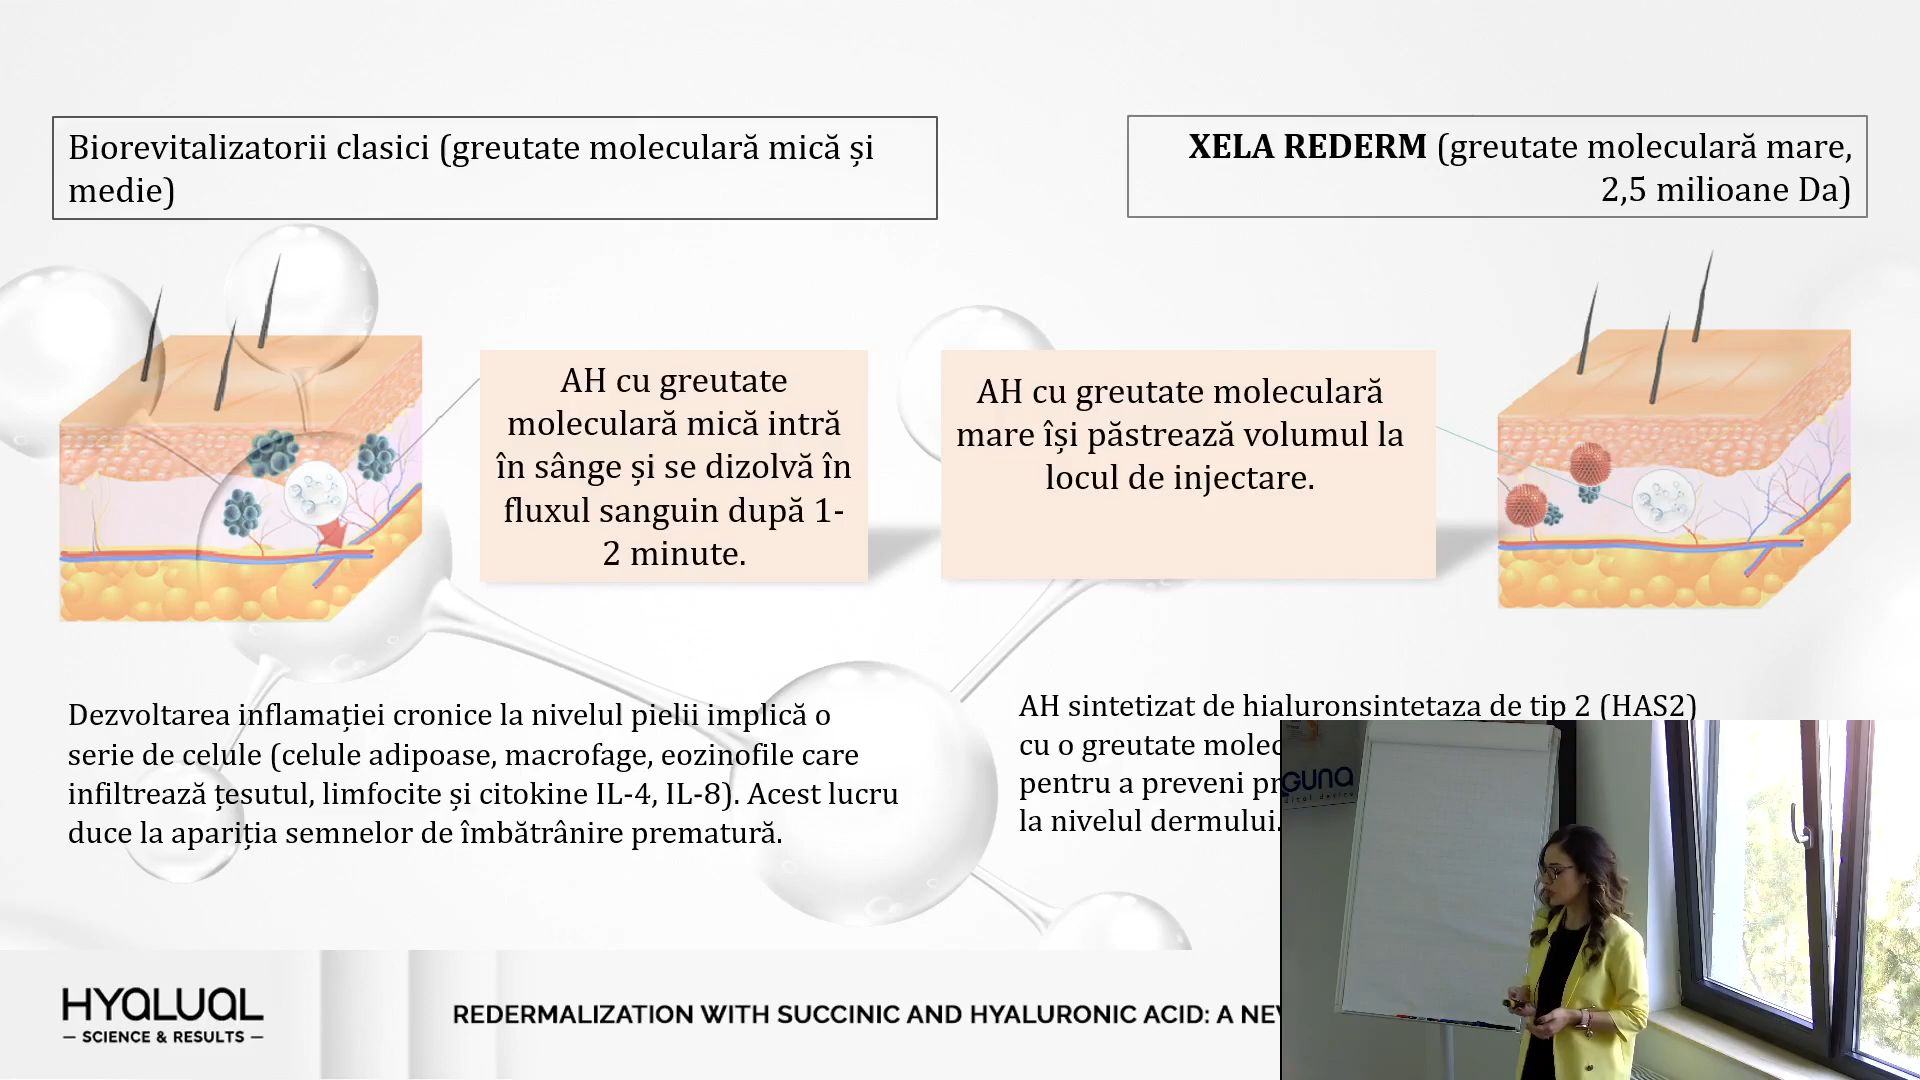 Biorevitalizatorii clasici (greutate moleculară mică și
medie)
XELA REDERM (greutate moleculară mare,
2,5 milioane Da)
AH cu greutate
moleculară mică intră
în sânge și se dizolvă în
fluxul sanguin după 1-
2 minute.
AH cu greutate moleculară
mare își păstrează volumul la
locul de injectare.
Dezvoltarea inflamației cronice la nivelul pielii implică o
serie de celule (celule adipoase, macrofage, eozinofile care
infiltrează țesutul, limfocite și citokine IL-4, IL-8). Acest lucru
duce la apariția semnelor de îmbătrânire prematură.
AH sintetizat de hialuronsintetaza de tip 2 (HAS2)
cu o greutate
pentru a preveni
la nivelul dermului.
HYALUAL
SCIENCE & RESULTS
REDERMALIZATION WITH SUCCINIC AND HYALURONIC ACID: A